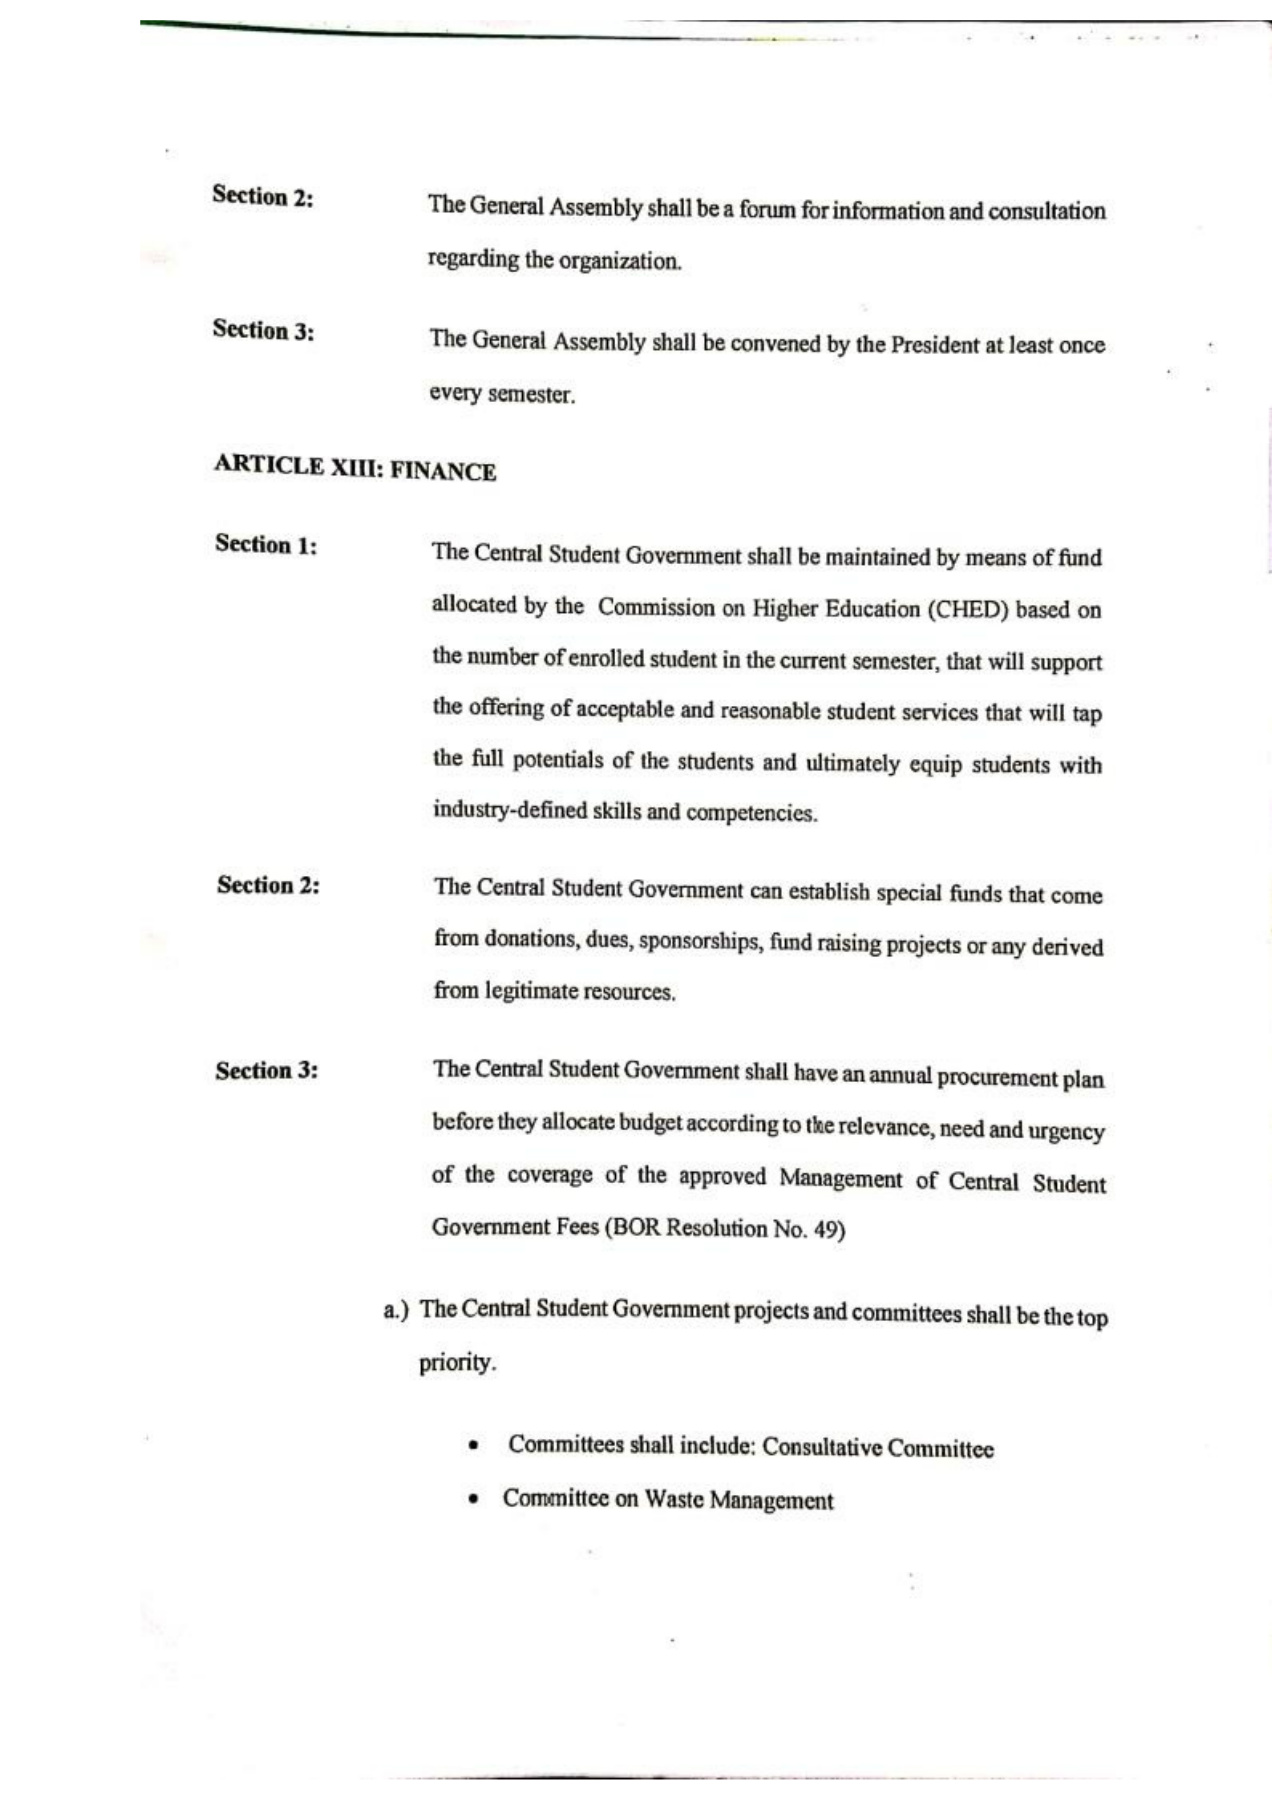 Section 2: The General Assembly shall be a forum for information and consultation
regarding the organization.
Section 3: The General Assembly shall be convened by the President at least once
every semester.
ARTICLE XIII: FINANCE
Section 1: The Central Student Government shall be maintained by means of fund
allocated by the Commission on Higher Education (CHED) based on
the number of enrolled student in the current semester, that will support
the offering of acceptable and reasonable student services that will tap
the full potentials of the students and ultimately equip students with
industry-defined skills and competencies.
Section 2: The Central Student Government can establish special funds that come
from donations, dues, sponsorships, fund raising projects or any derived
from legitimate resources.
Section 3: The Central Student Government shall have an annual procurement plan
before they allocate budget according to the relevance, need and urgency
of the coverage of the approved Management of Central Student
Government Fees (BOR Resolution No. 49)
a.) The Central Student Government projects and committees shall be the top
priority.
• Committees shall include: Consultative Committee
• Committee on Waste Management